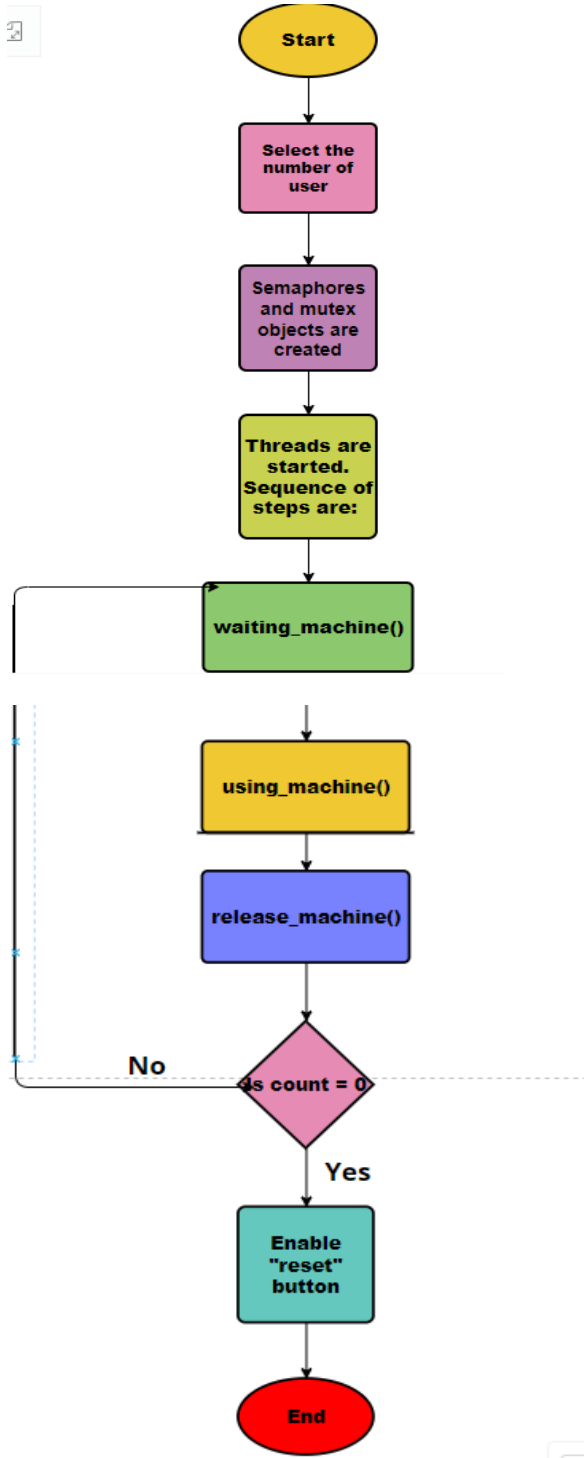 Start
Select the
number of
user
Semaphores
and mutex
objects are
created
Threads are
started.
Sequence of
steps are:
waiting_machine()
using_machine()
release_machine()
No
Is count = 0
Yes
Enable
"reset"
button
End